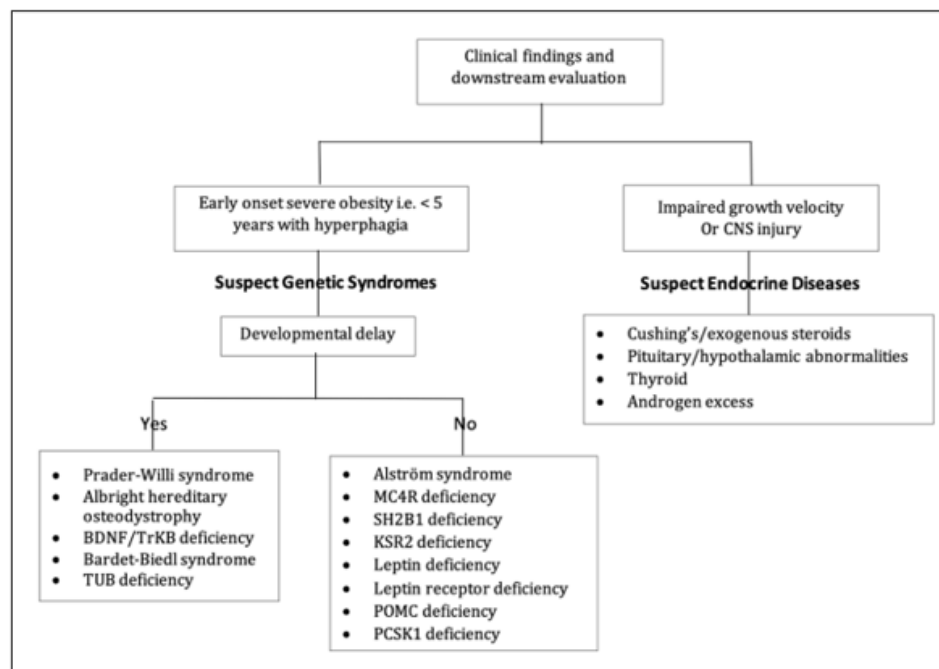 Clinical findings and
downstream evaluation
Early onset severe obesity i.e. < 5
years with hyperphagia
Impaired growth velocity
Or CNS injury
Suspect Genetic Syndromes
Suspect Endocrine Diseases
Developmental delay
• Cushing's/exogenous steroids
• Pituitary/hypothalamic abnormalities
• Thyroid
• Androgen excess
Yes
No
• Prader-Willi syndrome
• Albright hereditary
osteodystrophy
• BDNF/TrKB deficiency
• Bardet-Biedl syndrome
• TUB deficiency
• Alström syndrome
• MC4R deficiency
• SH2B1 deficiency
• KSR2 deficiency
• Leptin deficiency
• Leptin receptor deficiency
• POMC deficiency
• PCSK1 deficiency